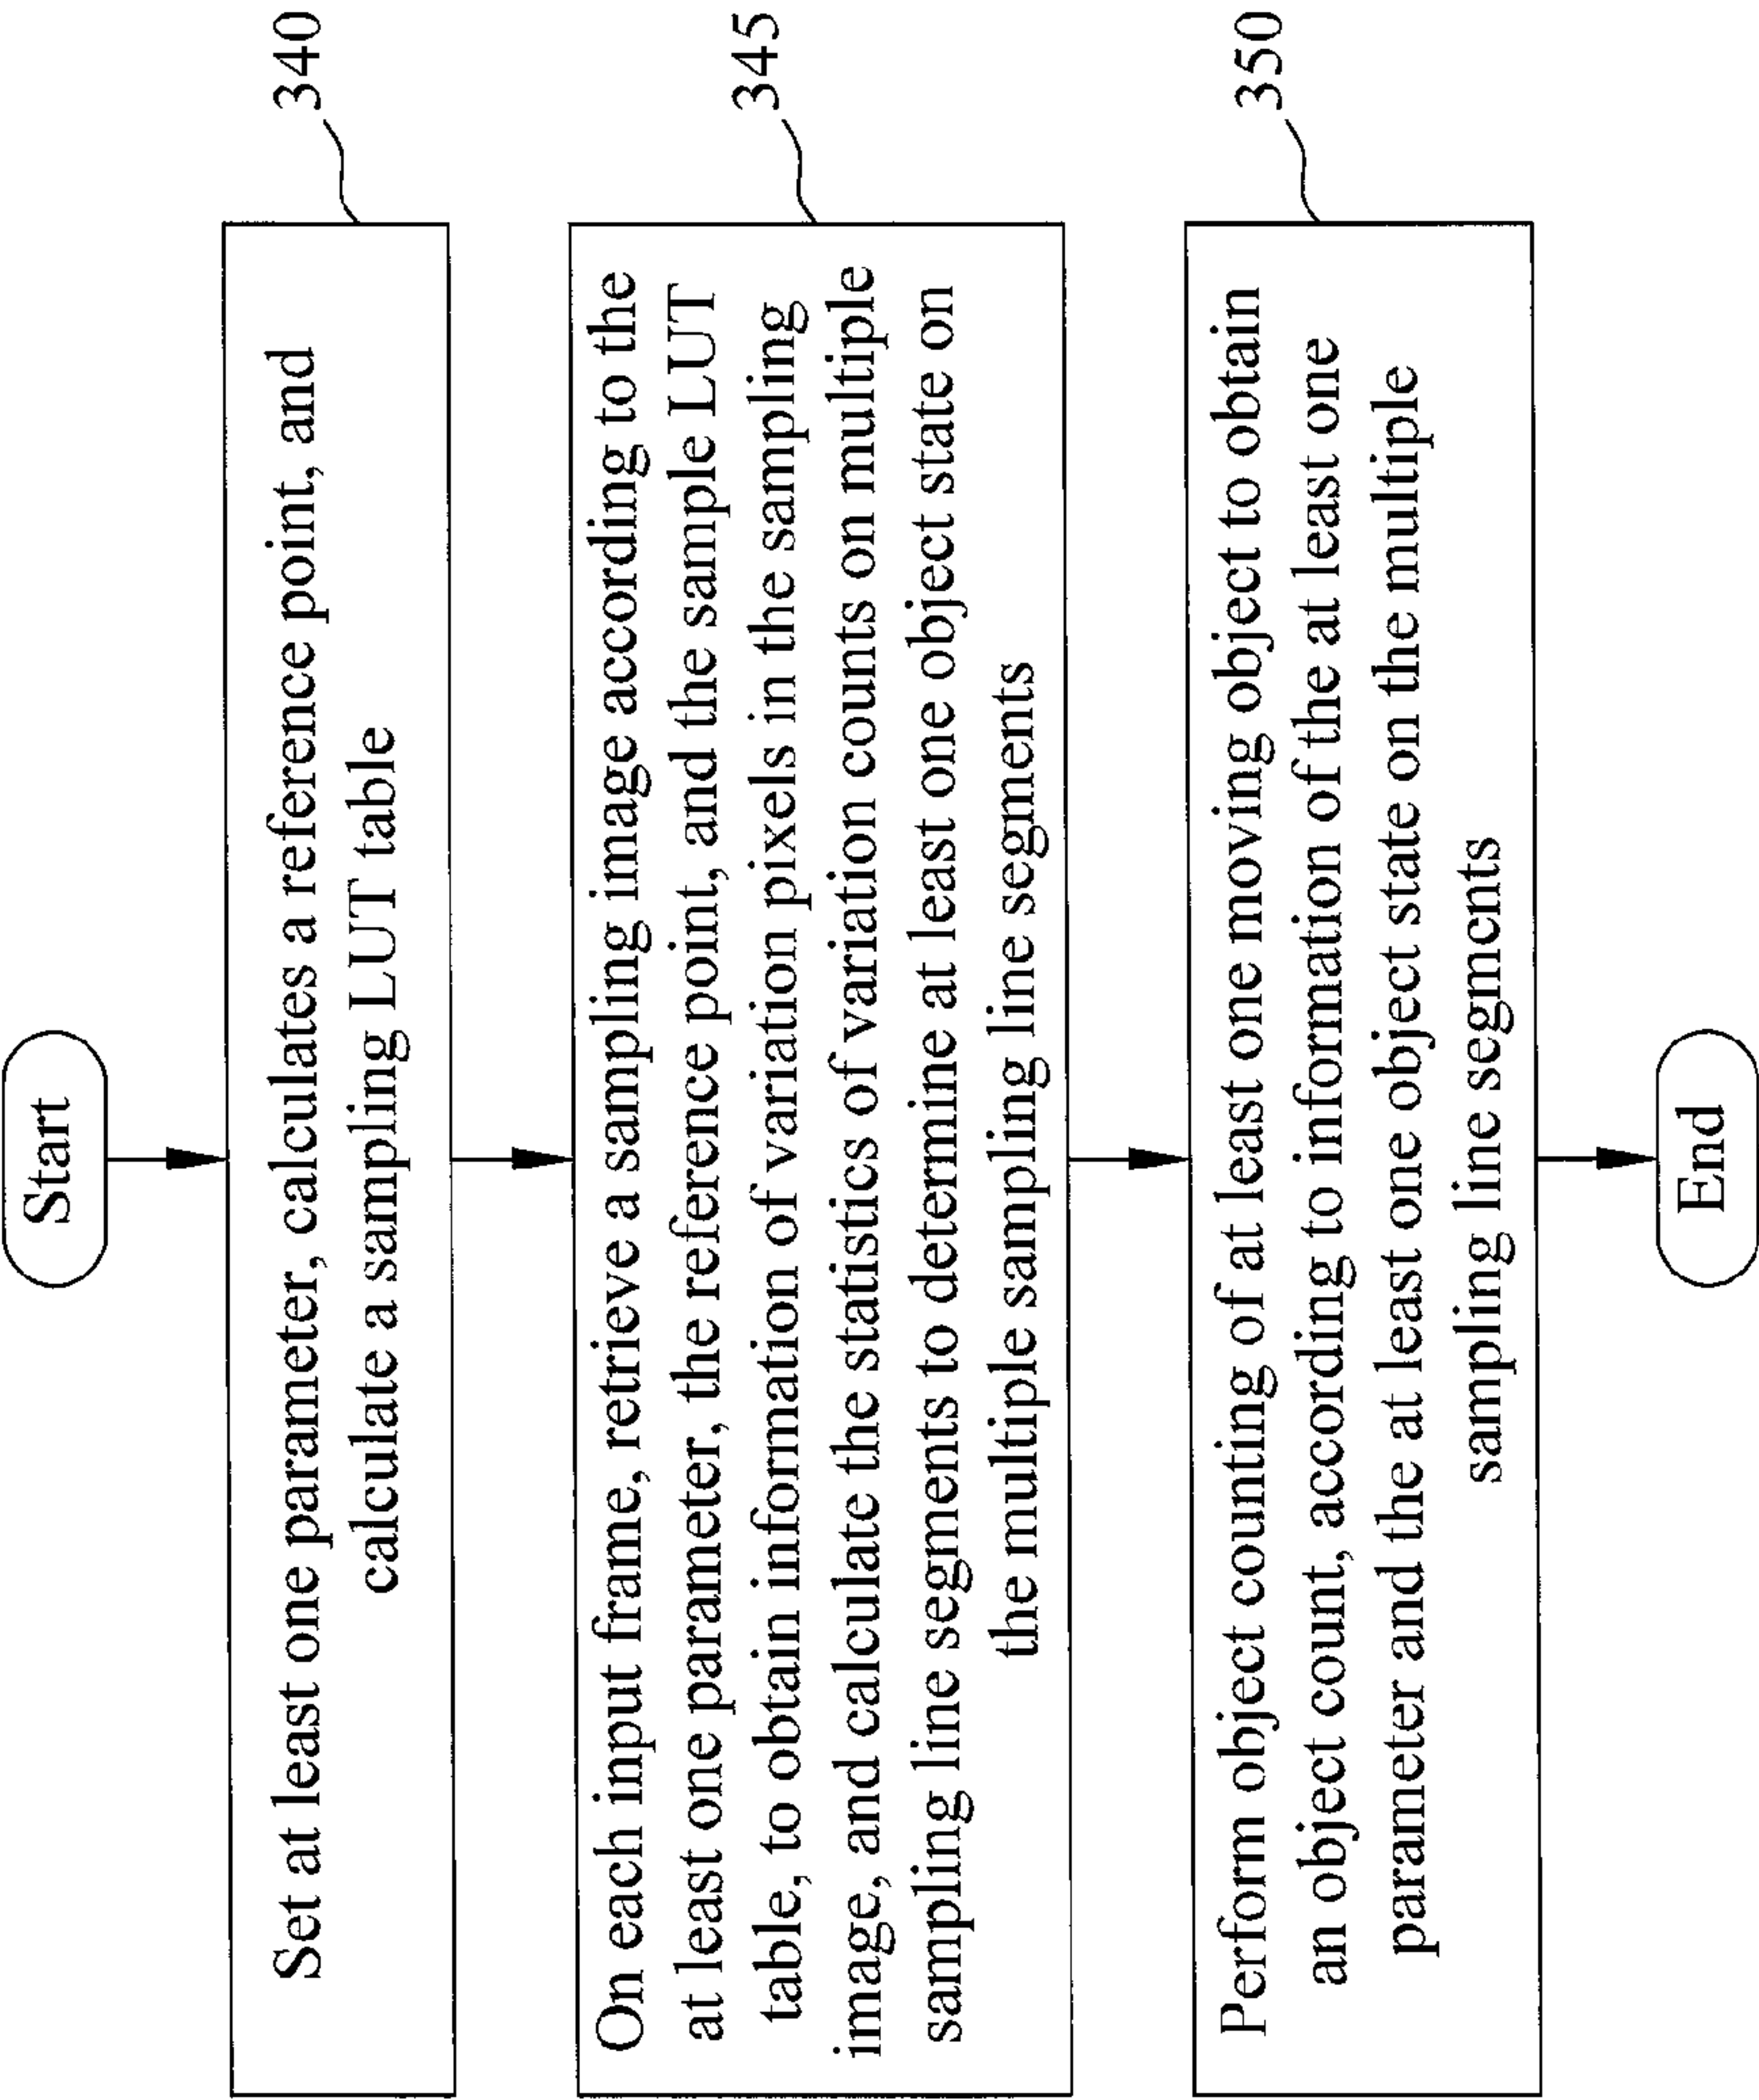 Start
Set at least one parameter, calculates a reference point, and
calculate a sampling LUT table
340
On each input frame, retrieve a sampling image according to the
at least one parameter, the reference point, and the sample LUT
table, to obtain information of variation pixels in the sampling
image, and calculate the statistics of variation counts on multiple
sampling line segments to determine at least one object state on
the multiple sampling line segments
345
Perform object counting of at least one moving object to obtain
an object count, according to information of the at least one
parameter and the at least one object state on the multiple
sampling line segments
350
End